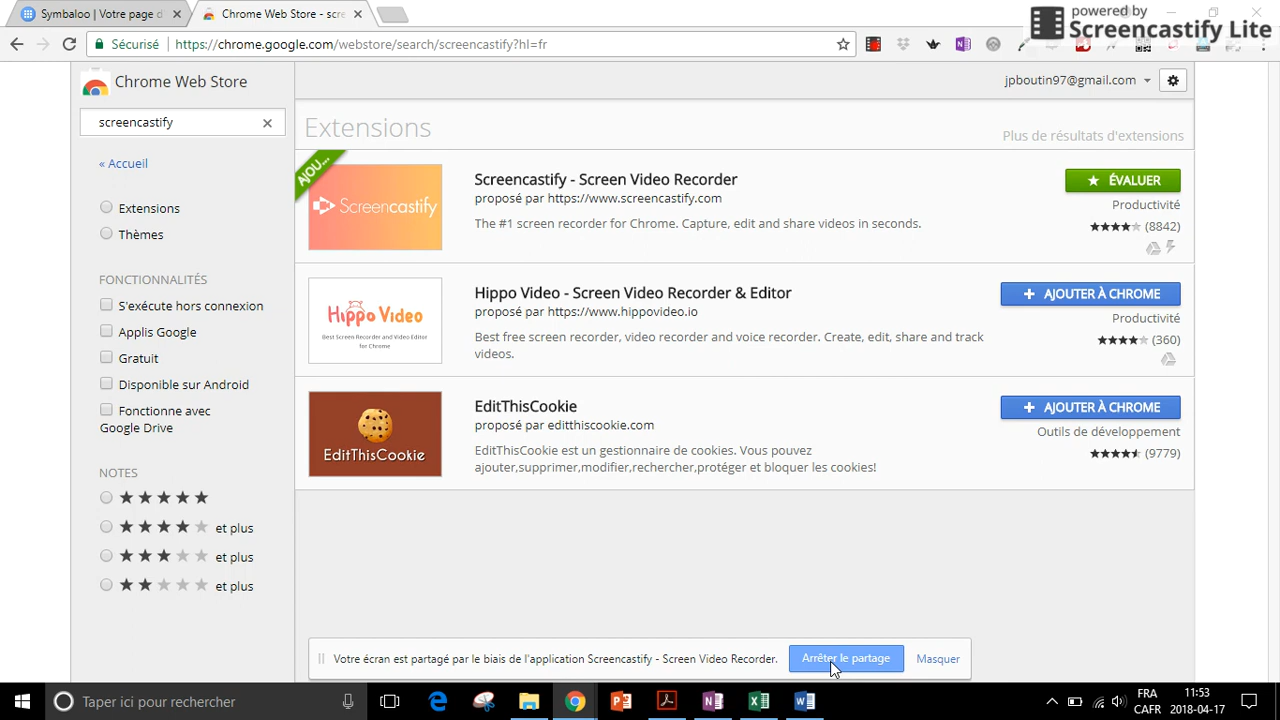 Symbaloo | Votre page d
Chrome Web Store - scre
powered by
Screencastify Lite
Sécurisé
https://chrome.google.com/webstore/search/screencastify?hl=fr
Chrome Web Store
jpboutin97@gmail.com
screencastify
Extensions
Plus de résultats d'extensions
« Accueil
Extensions
Thèmes
FONCTIONNALITÉS
S'exécute hors connexion
Applis Google
Gratuit
Disponible sur Android
Fonctionne avec
Google Drive
NOTES
et plus
et plus
et plus
AJOU...
Screencastify
Screencastify - Screen Video Recorder
proposé par https://www.screencastify.com
The #1 screen recorder for Chrome. Capture, edit and share videos in seconds.
ÉVALUER
Productivité
(8842)
Hippo Video
Best Screen Recorder and Video Editor
for Chrome
Hippo Video - Screen Video Recorder & Editor
proposé par https://www.hippovideo.io
Best free screen recorder, video recorder and voice recorder. Create, edit, share and track
videos.
AJOUTER À CHROME
Productivité
(360)
EditThisCookie
EditThisCookie
proposé par editthiscookie.com
EditThisCookie est un gestionnaire de cookies. Vous pouvez
ajouter,supprimer,modifier,rechercher,protéger et bloquer les cookies!
AJOUTER À CHROME
Outils de développement
(9779)
Votre écran est partagé par le biais de l'application Screencastify - Screen Video Recorder.
Arrêter le partage
Masquer
Taper ici pour rechercher
FRA
CAFR
11:53
2018-04-17